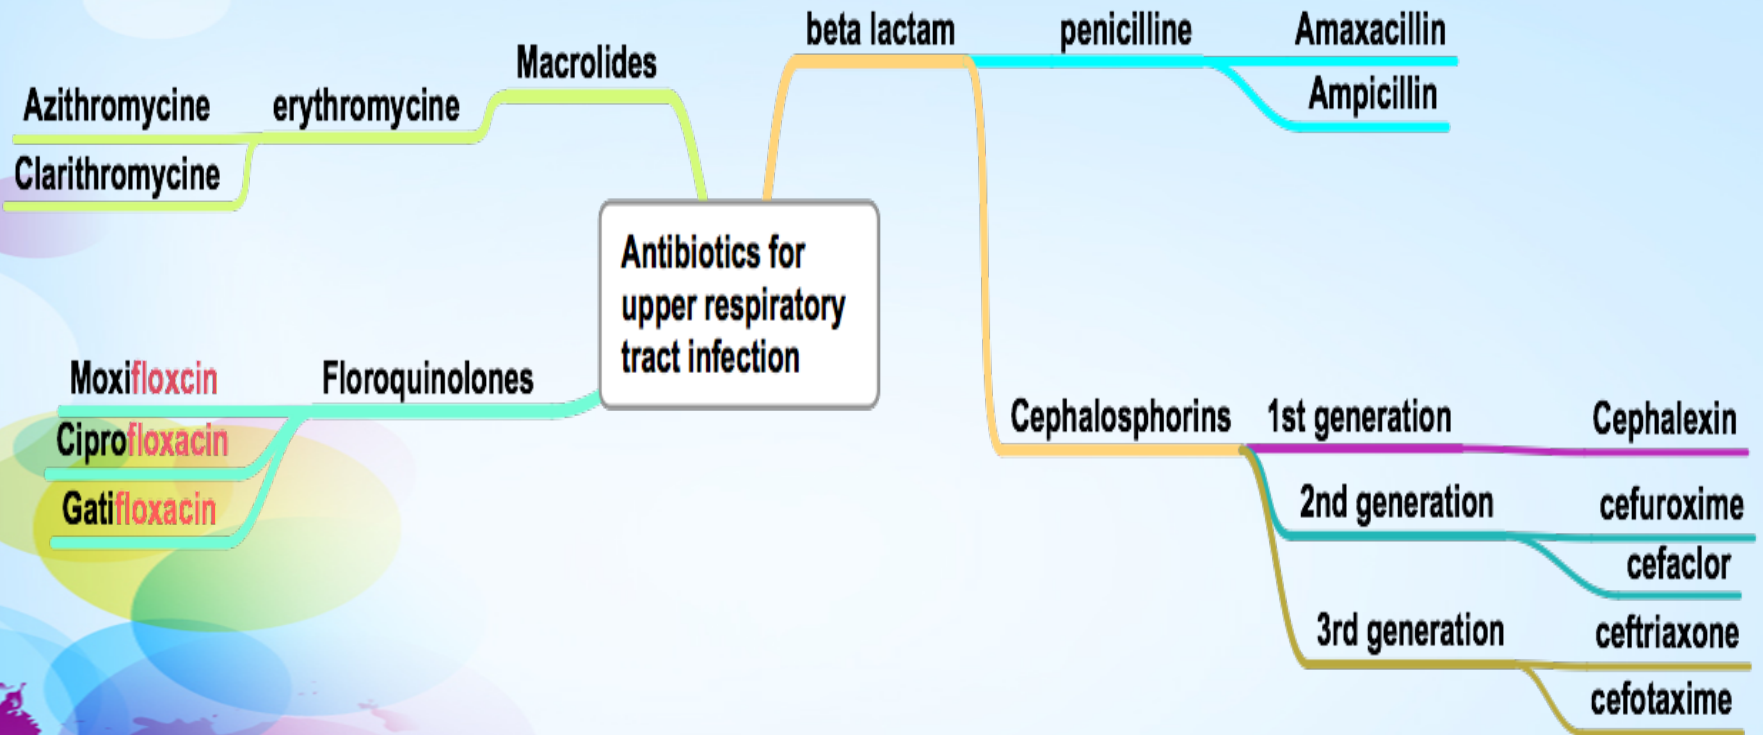 beta lactam
penicilline
Amaxacillin
Ampicillin
Macrolides
erythromycine
Azithromycine
Clarithromycine
Antibiotics for
upper respiratory
tract infection
Floroquinolones
Moxifloxcin
Ciprofloxacin
Gatifloxacin
Cephalosphorins
1st generation
Cephalexin
2nd generation
cefuroxime
cefaclor
3rd generation
ceftriaxone
cefotaxime